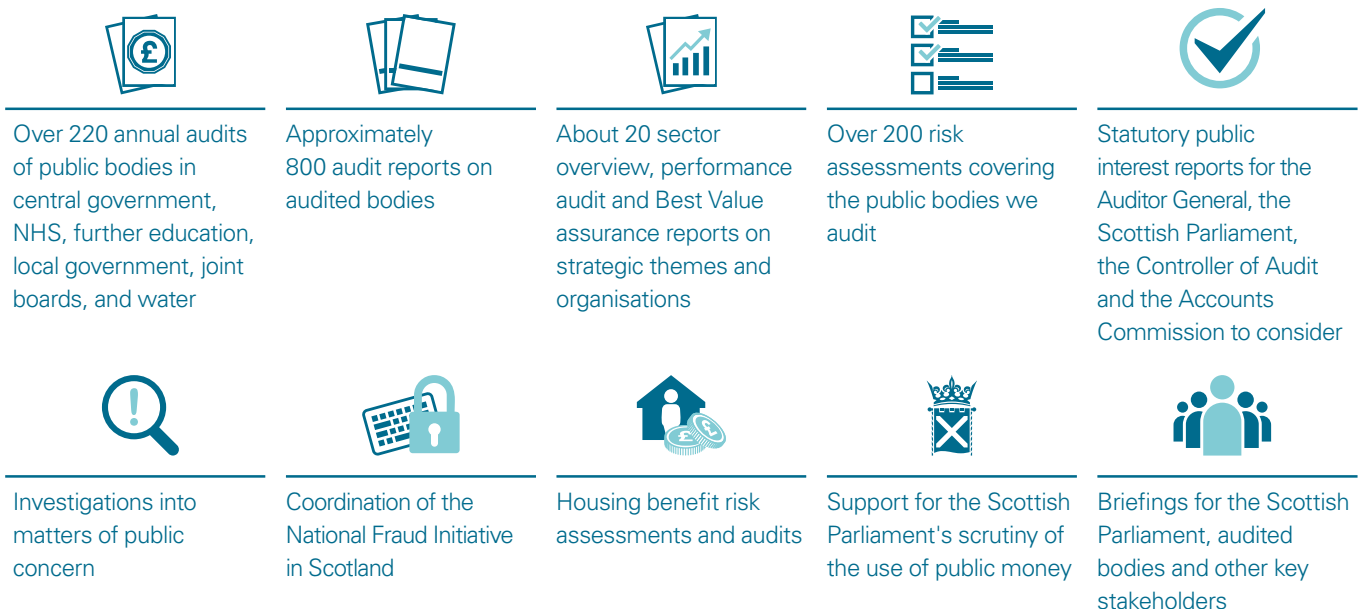 Over 220 annual audits
of public bodies in
central government,
NHS, further education,
local government, joint
boards, and water
Approximately
800 audit reports on
audited bodies
About 20 sector
overview, performance
audit and Best Value
assurance reports on
strategic themes and
organisations
Over 200 risk
assessments covering
the public bodies we
audit
Statutory public
interest reports for the
Auditor General, the
Scottish Parliament,
the Controller of Audit
and the Accounts
Commission to consider
Investigations into
matters of public
concern
Coordination of the
National Fraud Initiative
in Scotland
Housing benefit risk
assessments and audits
Support for the Scottish
Parliament's scrutiny of
the use of public money
Briefings for the Scottish
Parliament, audited
bodies and other key
stakeholders